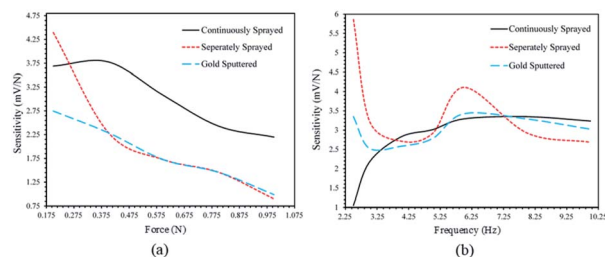 4.75
4.25
3.75
3.25
2.75
2.25
1.75
1.25
0.75
Sensitivity (mV/N)
Continuously Sprayed
Seperately Sprayed
Gold Sputtered
0.175 0.275 0.375 0.475 0.575 0.675 0.775 0.875 0.975 1.075
Force (N)
(a)
6
5.5
5
4.5
4
3.5
3
2.5
2
1.5
1
Sensitivity (mV/N)
Continuously Sprayed
Seperately Sprayed
Gold Sputtered
2.25 3.25 4.25 5.25 6.25 7.25 8.25 9.25 10.25
Frequency (Hz)
(b)